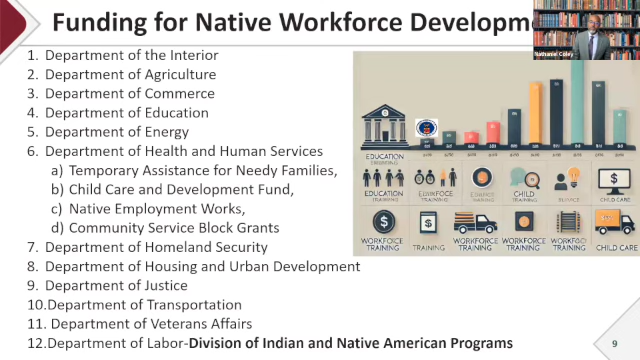 Funding for Native Workforce Developme
Nathaniel Coley
1. Department of the Interior
2. Department of Agriculture
3. Department of Commerce
4. Department of Education
5. Department of Energy
6. Department of Health and Human Services
a) Temporary Assistance for Needy Families,
b) Child Care and Development Fund,
c) Native Employment Works,
d) Community Service Block Grants
7. Department of Homeland Security
8. Department of Housing and Urban Development
9. Department of Justice
10.Department of Transportation
11. Department of Veterans Affairs
12.Department of Labor-Division of Indian and Native American Programs
EDUCATION
EDUCATION
CHILD
TRAINING
CHILD CARE
WORKFORCE TRAINING
TRAINING
WORKFORCE TRAINING
WORKFORCE TRAINING
TRAINING
CHILD CARE
9